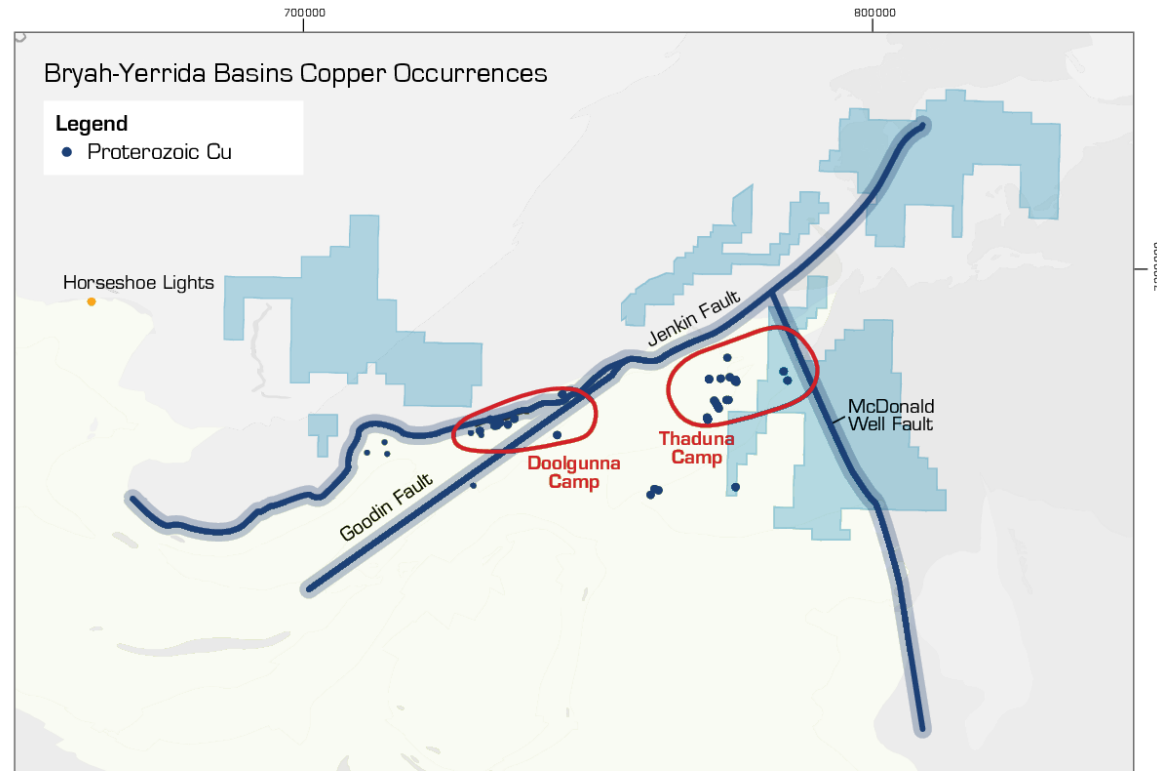 700000
800000
Bryah-Yerrida Basins Copper Occurrences
Legend
Proterozoic Cu
Horseshoe Lights
Jenkin Fault
McDonald
Well Fault
Thaduna
Camp
Doolgunna
Camp
Goodin Fault